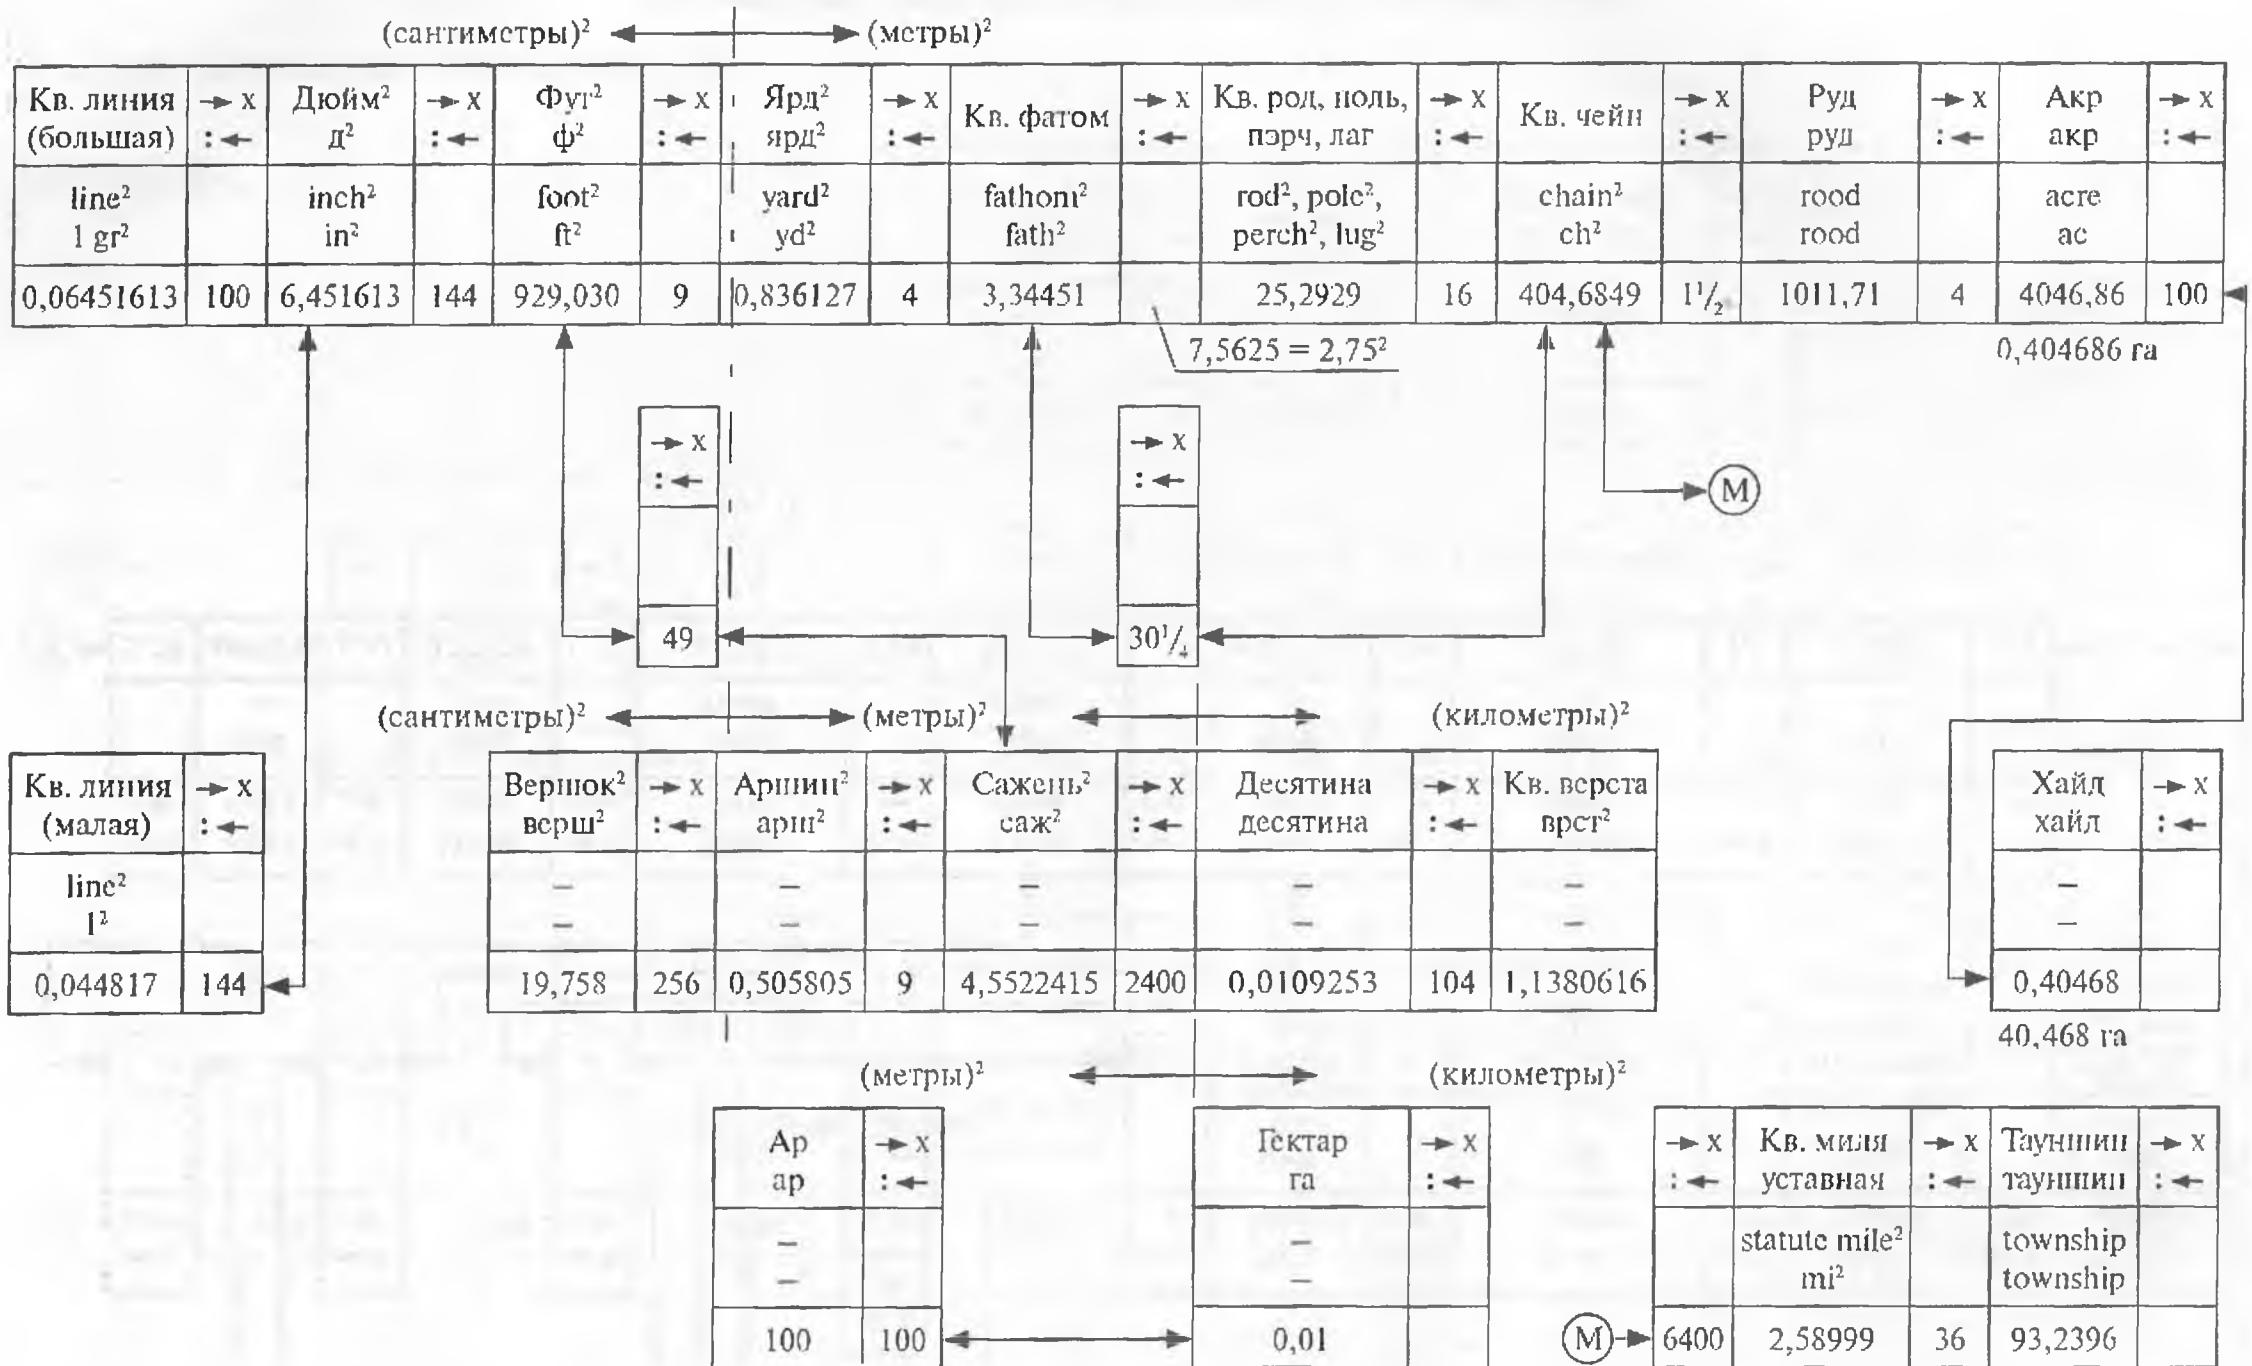 (сантиметры)² (метры)²
Кв. линия (большая) → x : ← Дюйм² д² → x : ← Фут² ф² → x : ← Ярд² ярд² → x : ← Кв. фатом → x : ← Кв. род, поль, пэрч, лаг → x : ← Кв. чейн → x : ← Руд руд → x : ← Акр акр → x : ←
line² l gr² inch² in² foot² ft² yard² yd² fathom² fath² rod², pole², perch², lug² chain² ch² rood rood acre ac
0,06451613 100 6,451613 144 929,030 9 0,836127 4 3,34451 25,2929 16 404,6849 1 1/2 1011,71 4 4046,86 100
7,5625 = 2,75²
0,404686 га
→ x → x
: ← : ←
M
49 30 1/4
(сантиметры)² (метры)² (километры)²
Кв. линия (малая) → x : ←
line²
l²
0,044817 144
Вершок² верш² → x : ← Аршин² арш² → x : ← Сажень² саж² → x : ← Десятина десятина → x : ← Кв. верста врст²
– – – – –
– – – – –
19,758 256 0,505805 9 4,5522415 2400 0,0109253 104 1,1380616
Хайд хайд → x : ←
–
–
0,40468
40,468 га
(метры)² (километры)²
Ар → x
ар : ←
–
–
100 100
Гектар → x
га : ←
–
–
0,01
→ x Кв. миля → x Тауншип → x
: ← уставная : ← тауншип : ←
statute mile² township
mi² township
M 6400 2,58999 36 93,2396